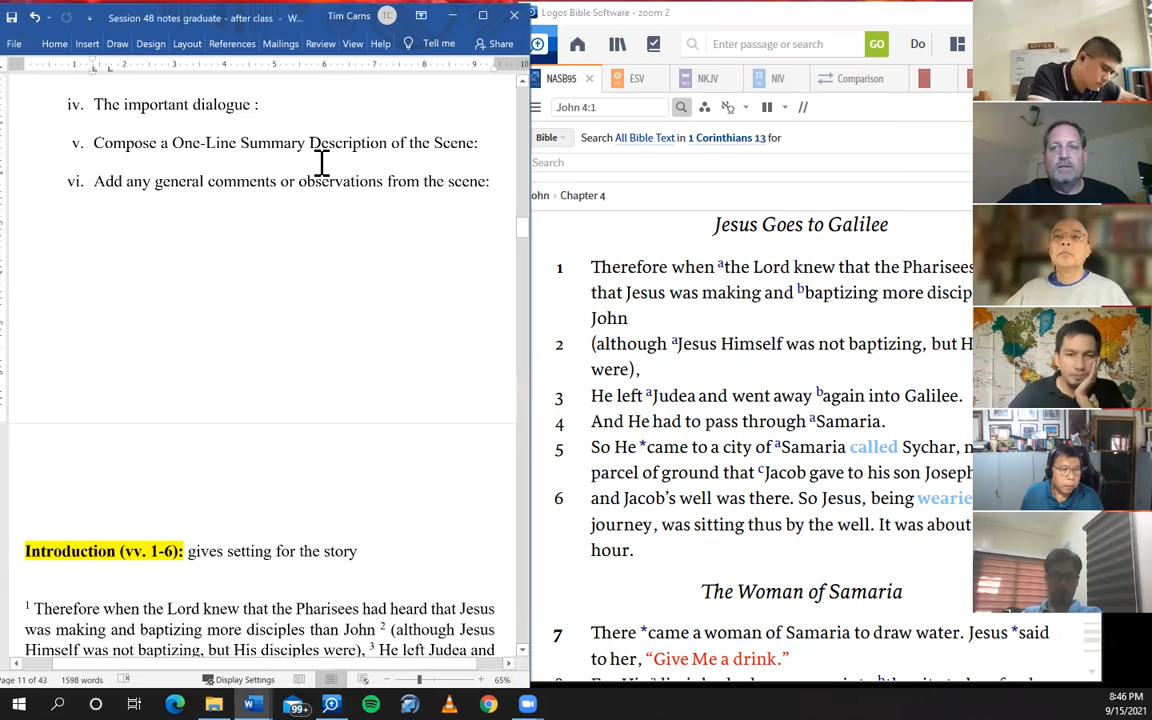 Session 48 notes graduate - after class - W...
Tim Carns
TC
File
Home
Insert
Draw
Design
Layout
References
Mailings
Review
View
Help
Tell me
Share
iv. The important dialogue :
v. Compose a One-Line Summary Description of the Scene:
vi. Add any general comments or observations from the scene:
Introduction (vv. 1-6): gives setting for the story
1 Therefore when the Lord knew that the Pharisees had heard that Jesus
was making and baptizing more disciples than John 2 (although Jesus
Himself was not baptizing, but His disciples were), 3 He left Judea and
Page 11 of 43
1598 words
Display Settings
65%
Logos Bible Software - zoom 2
Enter passage or search
GO
Do
NASB95
ESV
NKJV
NIV
Comparison
John 4:1
Bible
Search All Bible Text in 1 Corinthians 13 for
Search
ohn › Chapter 4
Jesus Goes to Galilee
1 Therefore when a the Lord knew that the Pharisees
that Jesus was making and b baptizing more discip
John
2 (although a Jesus Himself was not baptizing, but H
were),
3 He left a Judea and went away b again into Galilee.
4 And He had to pass through a Samaria.
5 So He *came to a city of a Samaria called Sychar, n
parcel of ground that c Jacob gave to his son Joseph
6 and Jacob's well was there. So Jesus, being wearie
journey, was sitting thus by the well. It was about
hour.
The Woman of Samaria
7 There *came a woman of Samaria to draw water. Jesus *said
to her, "Give Me a drink."
OFFICE
99+
8:46 PM
9/15/2021